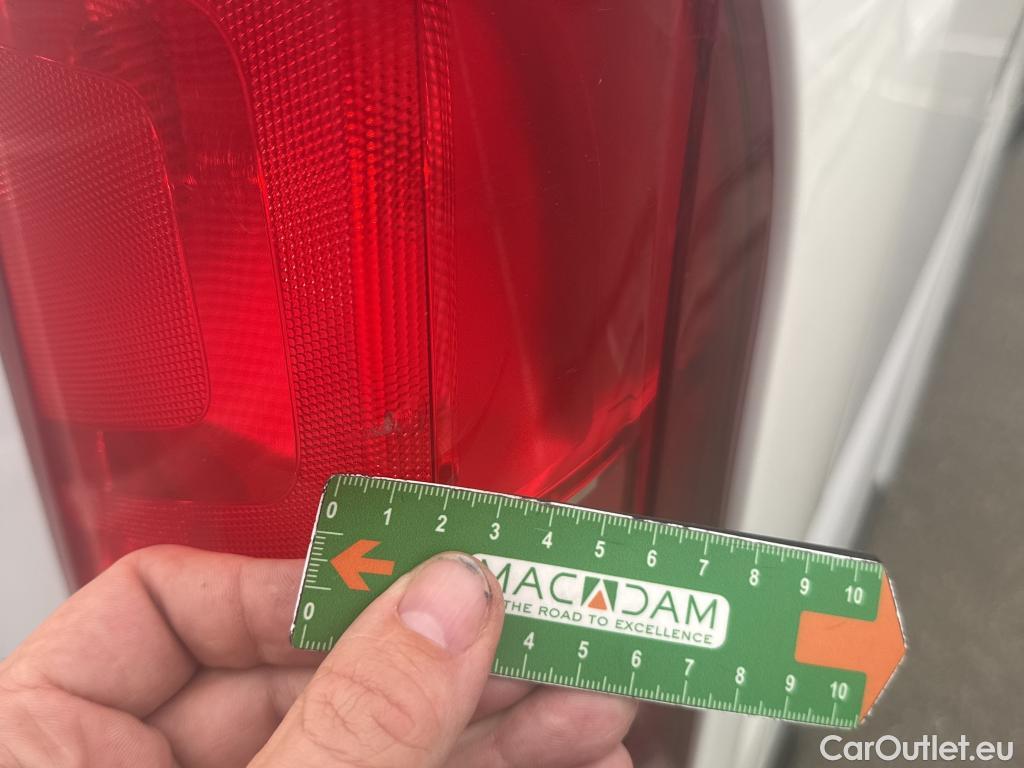 0 1 2 3 4 5 6 7 8 9 10
MACADAM
THE ROAD TO EXCELLENCE
0 4 5 6 7 8 9 10
CarOutlet.eu